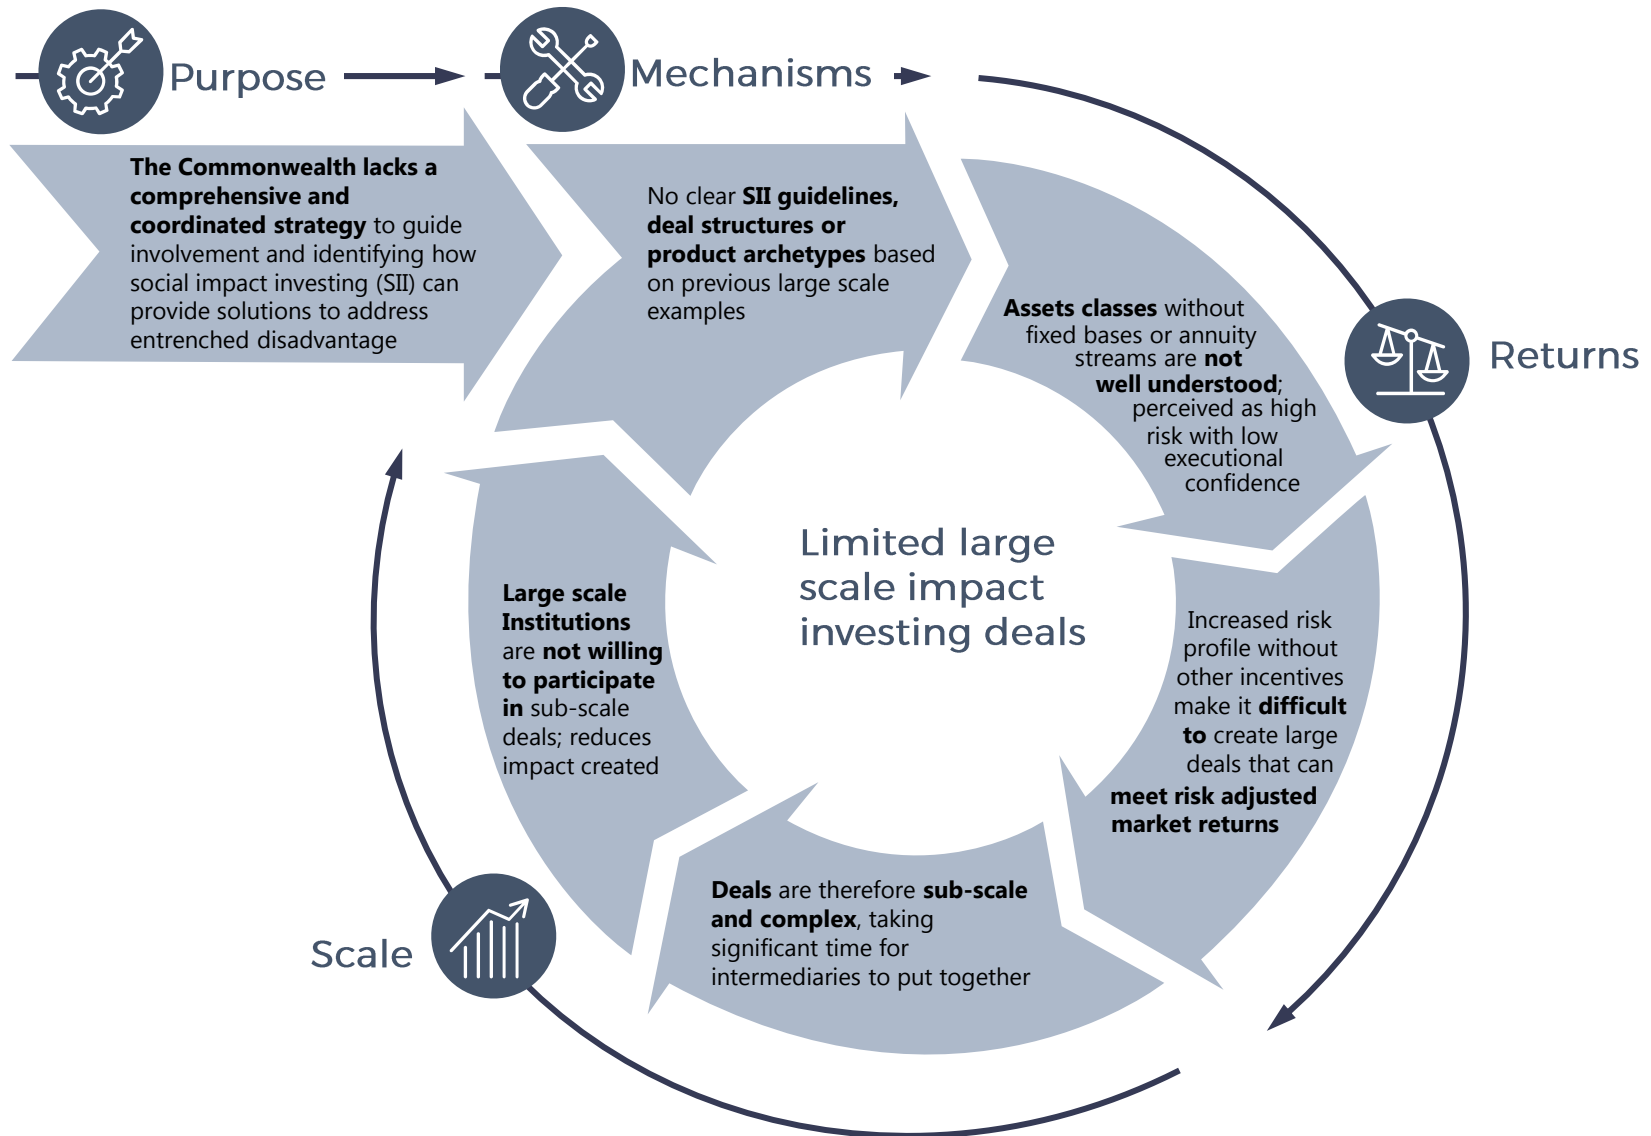 Purpose
Mechanisms
The Commonwealth lacks a
comprehensive and
coordinated strategy to guide
involvement and identifying how
social impact investing (SII) can
provide solutions to address
entrenched disadvantage
No clear SII guidelines,
deal structures or
product archetypes based
on previous large scale
examples
Assets classes without
fixed bases or annuity
streams are not
well understood;
perceived as high
risk with low
executional
confidence
Returns
Increased risk
profile without
other incentives
make it difficult
to create large
deals that can
meet risk adjusted
market returns
Deals are therefore sub-scale
and complex, taking
significant time for
intermediaries to put together
Scale
Large scale
Institutions
are not willing
to participate
in sub-scale
deals; reduces
impact created
Limited large
scale impact
investing deals